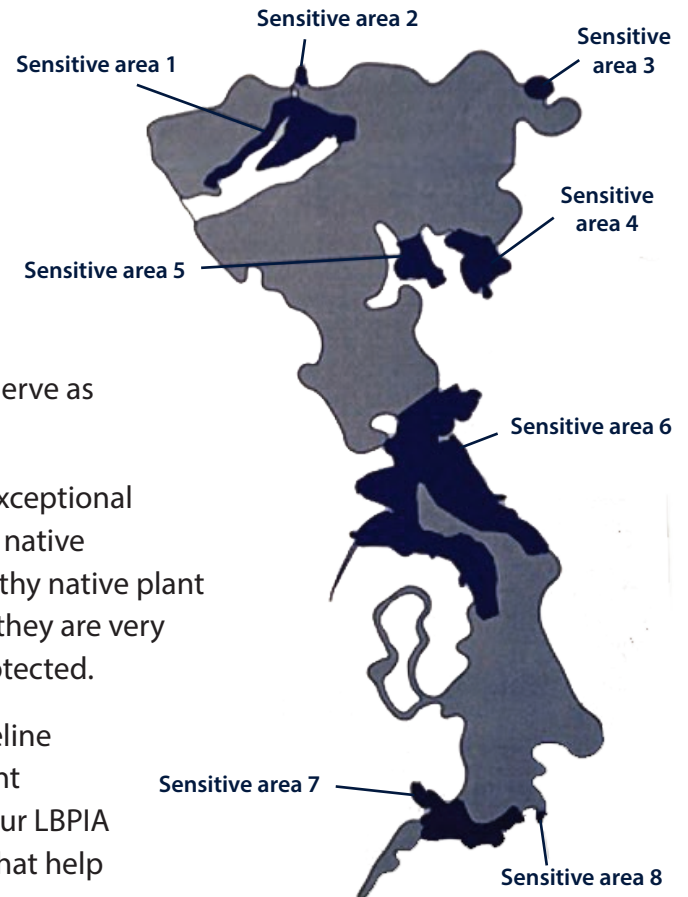 Sensitive area 2
Sensitive
area 3
Sensitive area 1
Sensitive
area 4
Sensitive area 5
erve as
Sensitive area 6
xceptional
native
thy native plant
they are very
otected.
eline
nt
Sensitive area 7
ur LBPIA
hat help
Sensitive area 8